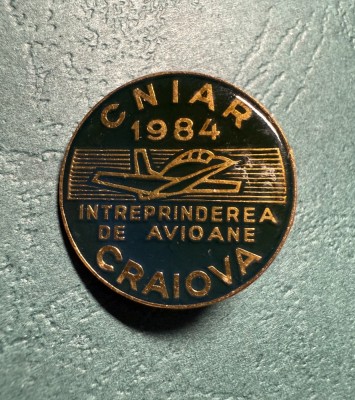 CNIAR
1984
INTREPRINDEREA
DE AVIOANE
CRAIOVA